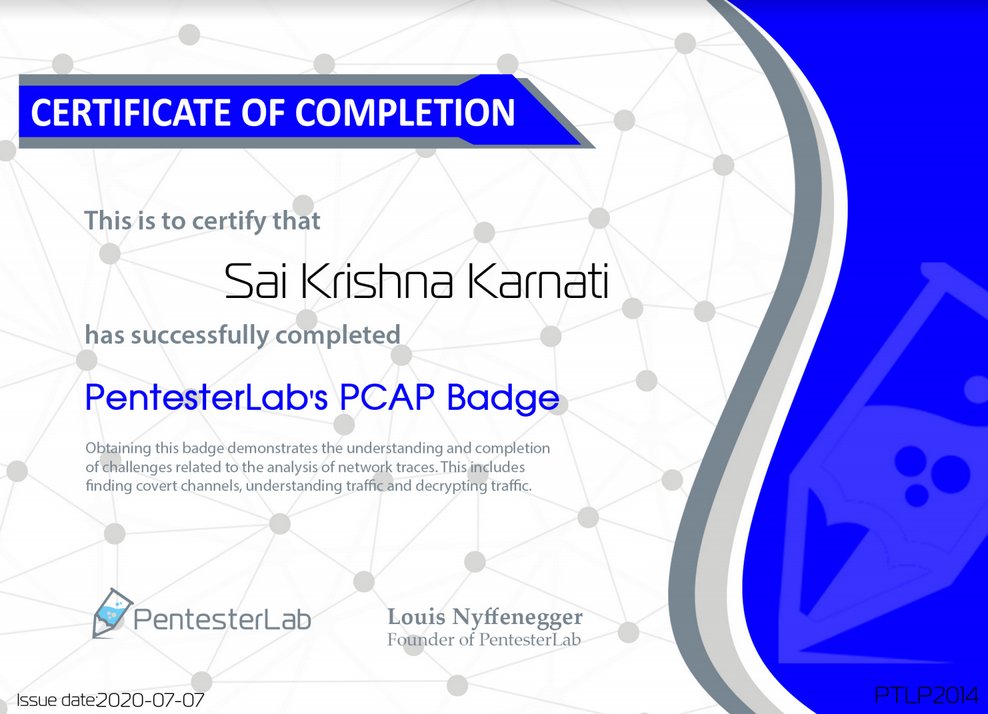 CERTIFICATE OF COMPLETION
This is to certify that
Sai Krishna Karnati
has successfully completed
PentesterLab's PCAP Badge
Obtaining this badge demonstrates the understanding and completion
of challenges related to the analysis of network traces. This includes
finding covert channels, understanding traffic and decrypting traffic.
PentesterLab
Louis Nyffenegger
Founder of PentesterLab
Issue date:2020-07-07
PTLP2014